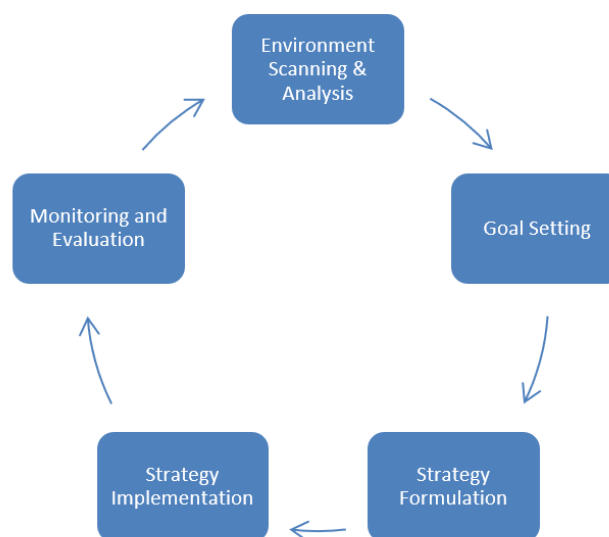 Environment
Scanning &
Analysis
Goal Setting
Strategy
Formulation
Strategy
Implementation
Monitoring and
Evaluation